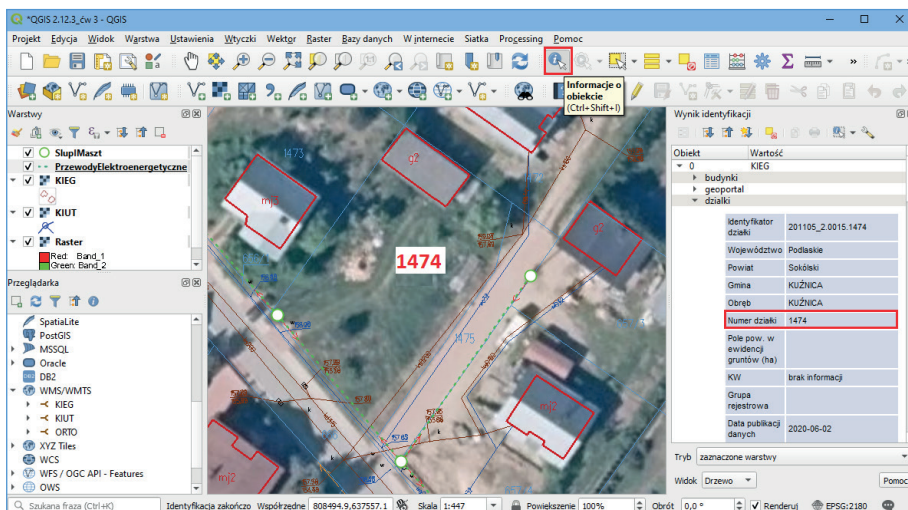 *QGIS 2.12.3_ćw 3 - QGIS
Projekt Edycja Widok Warstwa Ustawienia Wtyczki Wektor Raster Bazy danych W internecie Siatka Processing Pomoc
Informacje o
obiekcie
(Ctrl+Shift+I)
Warstwy
SlupIMaszt
PrzewodyElektroenergetyczne
KIEG
KIUT
Raster
Red: Band_1
Green: Band_2
Przeglądarka
SpatiaLite
PostGIS
MSSQL
Oracle
DB2
WMS/WMTS
KIEG
KIUT
ORTO
XYZ Tiles
WCS
WFS / OGC API - Features
OWS
1473
g2
mj2
g2
1474
1475
mj2
mj2
157.63
Wynik identyfikacji
Obiekt Wartość
0 KIEG
budynki
geoportal
działki
Identyfikator
działki 201105_2.0015.1474
Województwo Podlaskie
Powiat Sokólski
Gmina KUŹNICA
Obręb KUŹNICA
Numer działki 1474
Pole pow. w
ewidencji
gruntów (ha)
KW brak informacji
Grupa
rejestrowa
Data publikacji
danych 2020-06-02
Tryb zaznaczone warstwy
Widok Drzewo Pomoc
Szukana fraza (Ctrl+K) Identyfikacja zakończo Współrzędne 808494.9,637557.1 Skala 1:447 Powiększenie 100% Obrót 0,0 ° Renderuj EPSG:2180